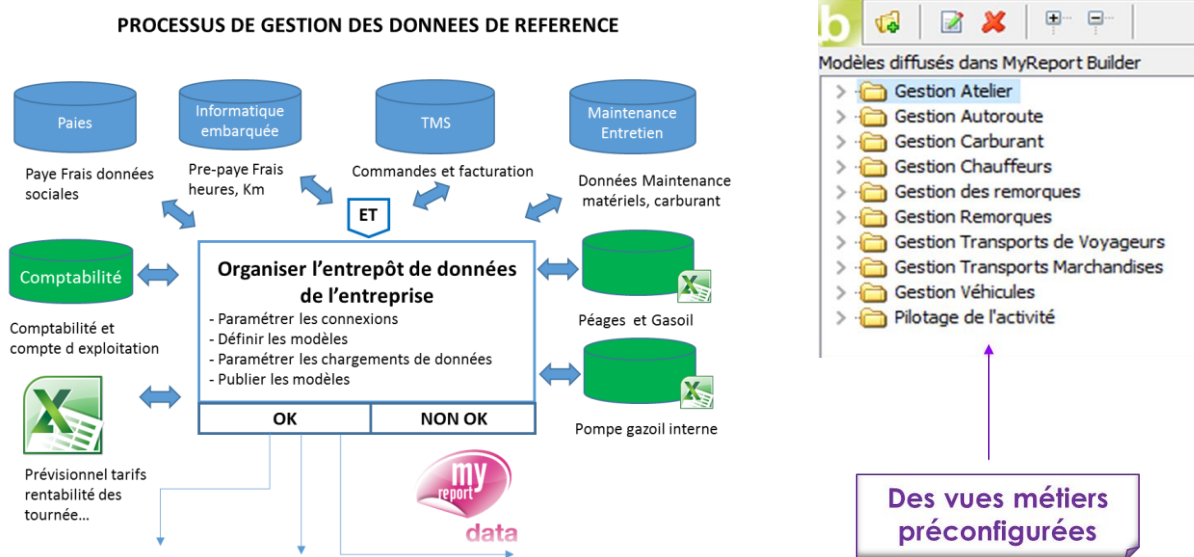 PROCESSUS DE GESTION DES DONNEES DE REFERENCE
Paies
Informatique
embarquée
TMS
Maintenance
Entretien
Paye Frais données
sociales
Pre-paye Frais
heures, Km
Commandes et facturation
Données Maintenance
matériels, carburant
ET
Comptabilité
Organiser l'entrepôt de données
de l'entreprise
- Paramétrer les connexions
- Définir les modèles
- Paramétrer les chargements de données
- Publier les modèles
OK
NON OK
Comptabilité et
compte d exploitation
Péages et Gasoil
Pompe gazoil interne
Prévisionnel tarifs
rentabilité des
tournée...
my
report
data
b
Modèles diffusés dans MyReport Builder
Gestion Atelier
Gestion Autoroute
Gestion Carburant
Gestion Chauffeurs
Gestion des remorques
Gestion Remorques
Gestion Transports de Voyageurs
Gestion Transports Marchandises
Gestion Véhicules
Pilotage de l'activité
Des vues métiers
préconfigurées